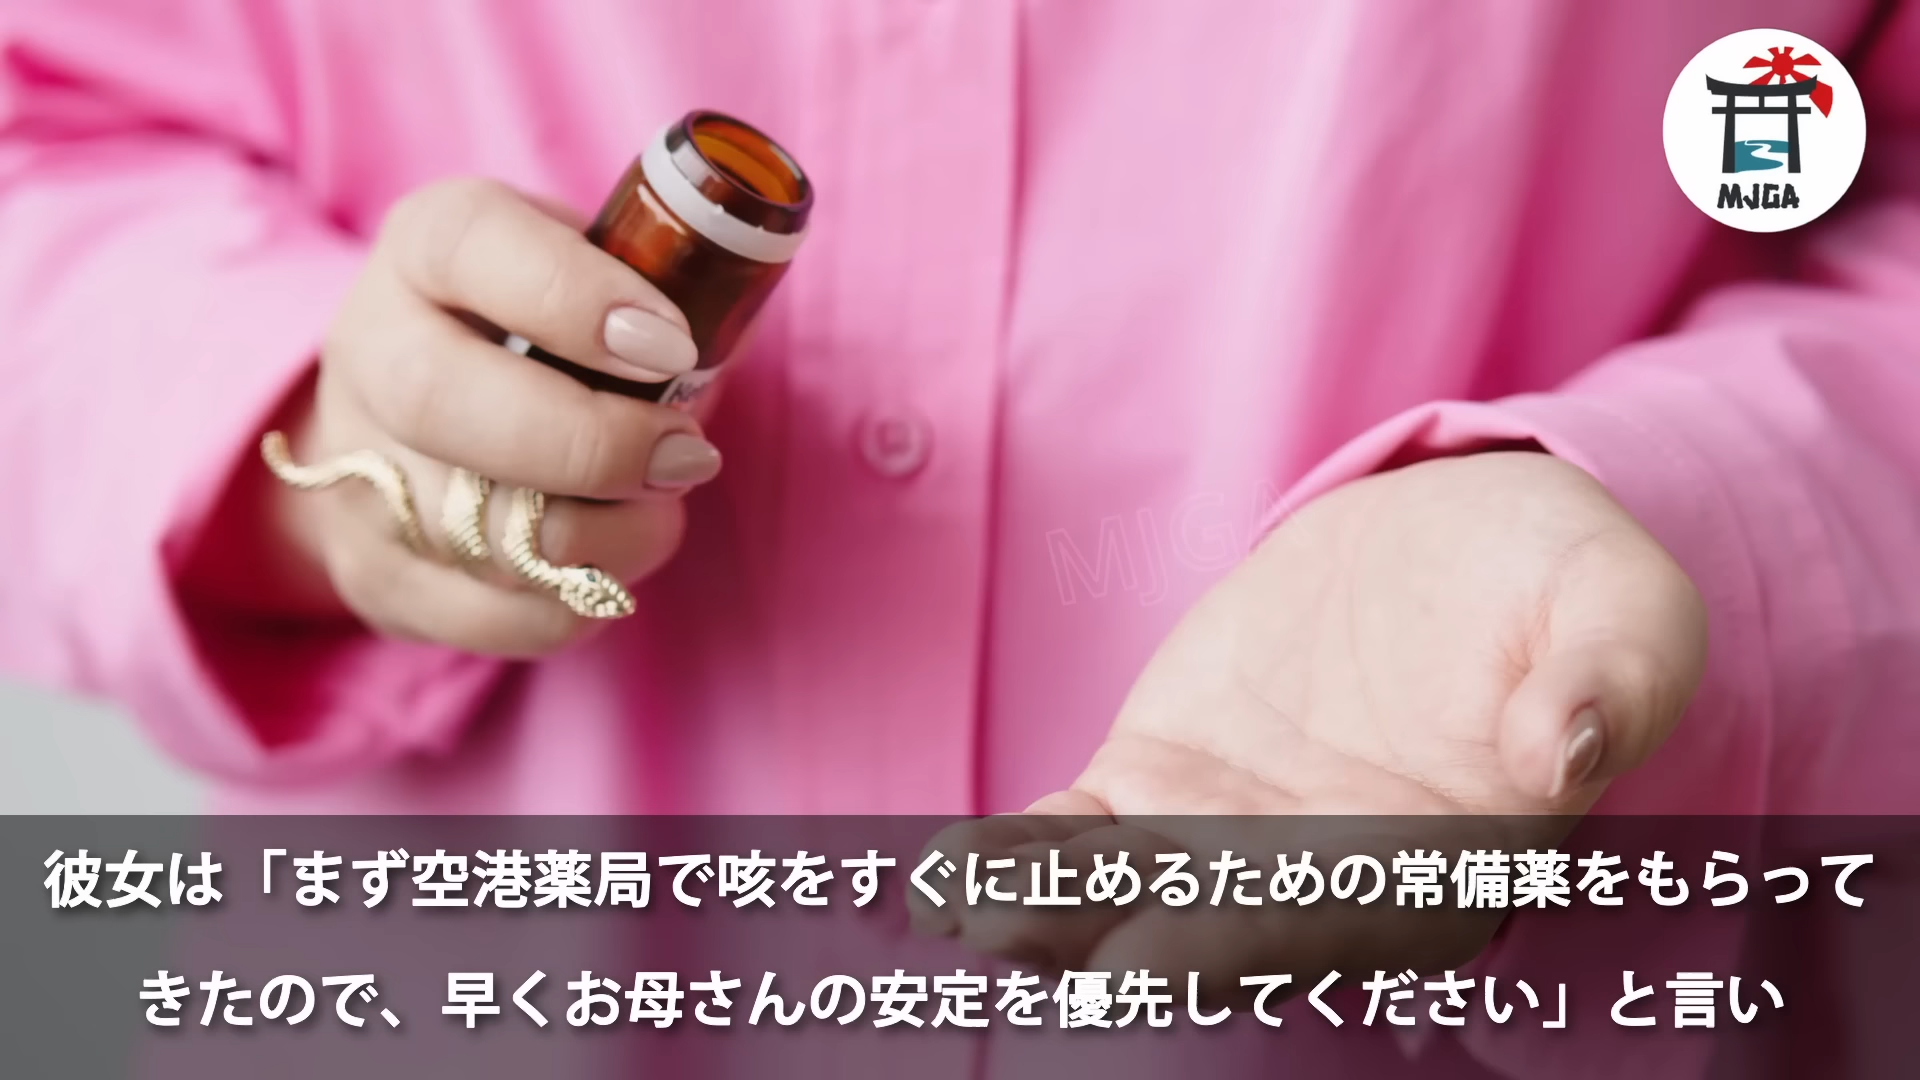 MJGA
MJGA
彼女は「まず空港薬局で咳をすぐに止めるための常備薬をもらって
きたので、早くお母さんの安定を優先してください」と言い